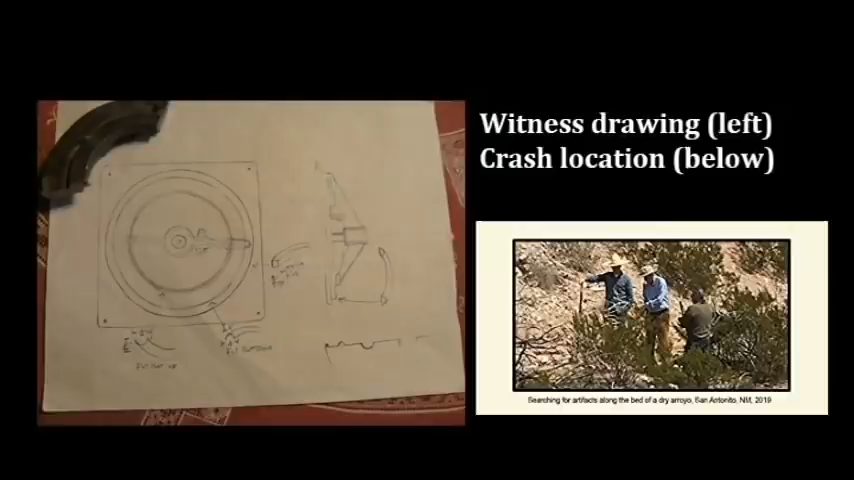 Witness drawing (left)
Crash location (below)
Searching for artifacts along the bed of a dry arroyo, San Antonito, NM, 2019